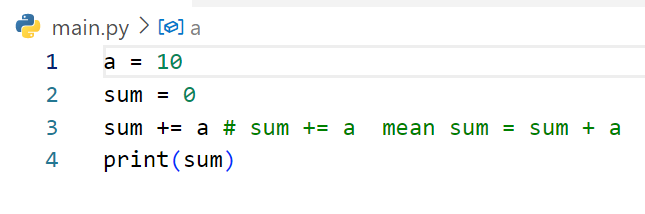 main.py > a
1 a = 10
2 sum = 0
3 sum += a # sum += a  mean sum = sum + a
4 print(sum)